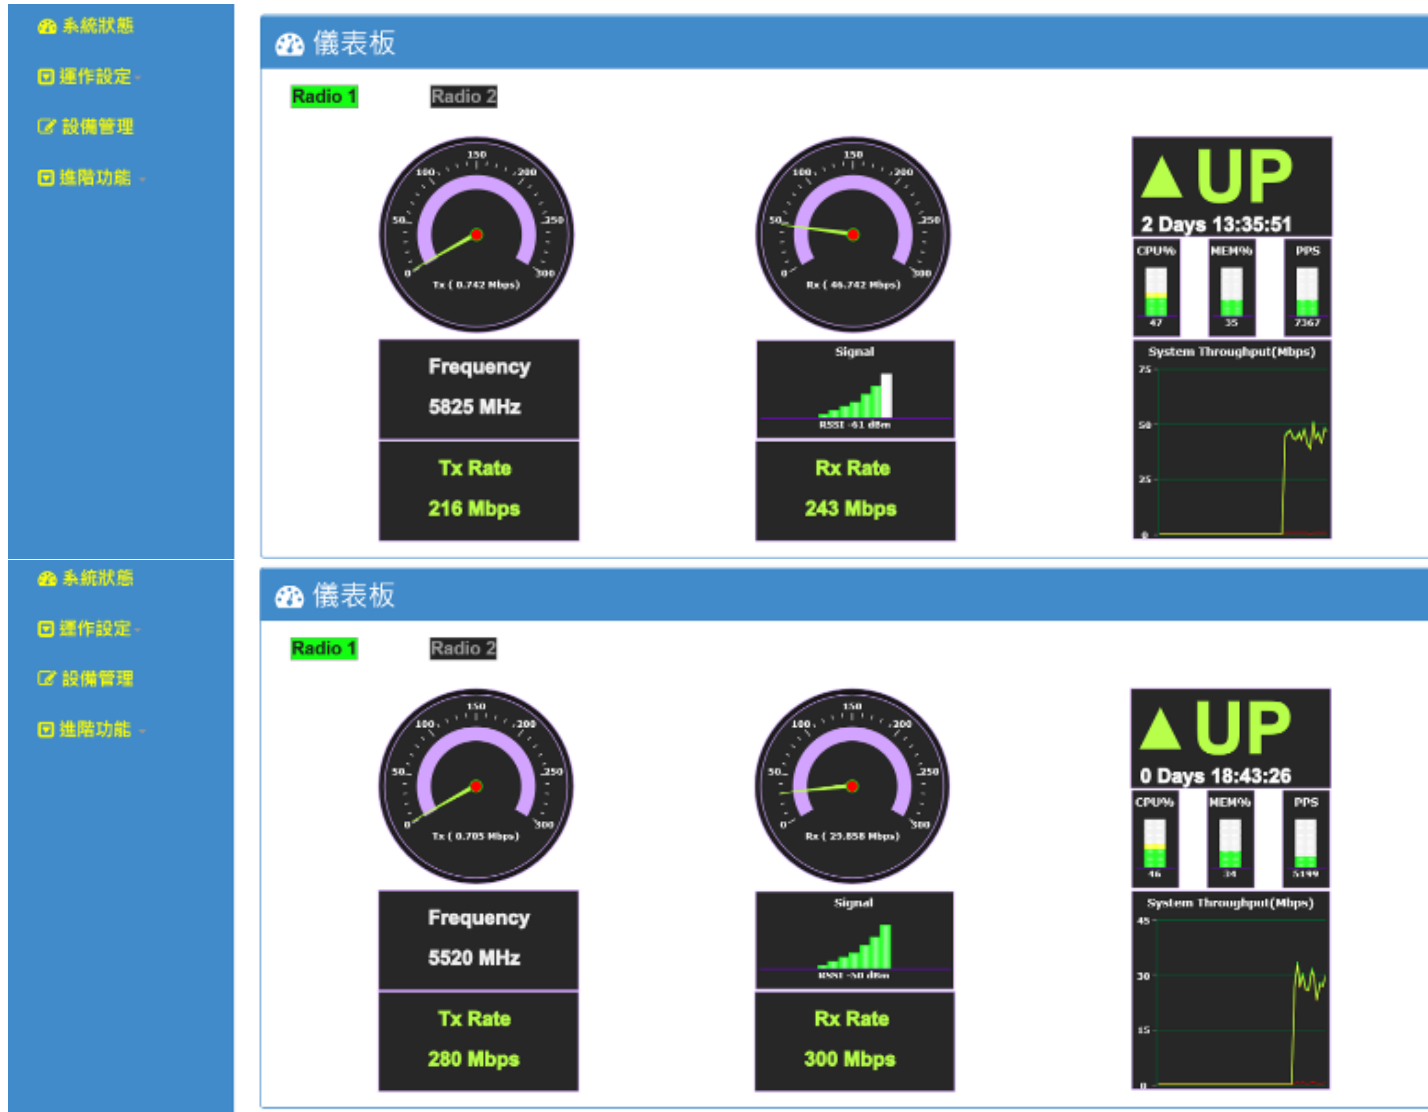 系統狀態
運作設定
設備管理
進階功能
儀表板
Radio 1
Radio 2
0
50
100
150
200
250
300
Tx ( 0.742 Mbps)
0
50
100
150
200
250
300
Rx ( 46.742 Mbps)
UP
2 Days 13:35:51
CPU% MEM% PPS
47 35 7367
Frequency
5825 MHz
Signal
RSSI -61 dBm
System Throughput(Mbps)
75
50
25
0
Tx Rate
216 Mbps
Rx Rate
243 Mbps
系統狀態
運作設定
設備管理
進階功能
儀表板
Radio 1
Radio 2
0
50
100
150
200
250
300
Tx ( 0.705 Mbps)
0
50
100
150
200
250
300
Rx ( 29.858 Mbps)
UP
0 Days 18:43:26
CPU% MEM% PPS
46 34 5199
Frequency
5520 MHz
Signal
RSSI -50 dBm
System Throughput(Mbps)
45
30
15
0
Tx Rate
280 Mbps
Rx Rate
300 Mbps